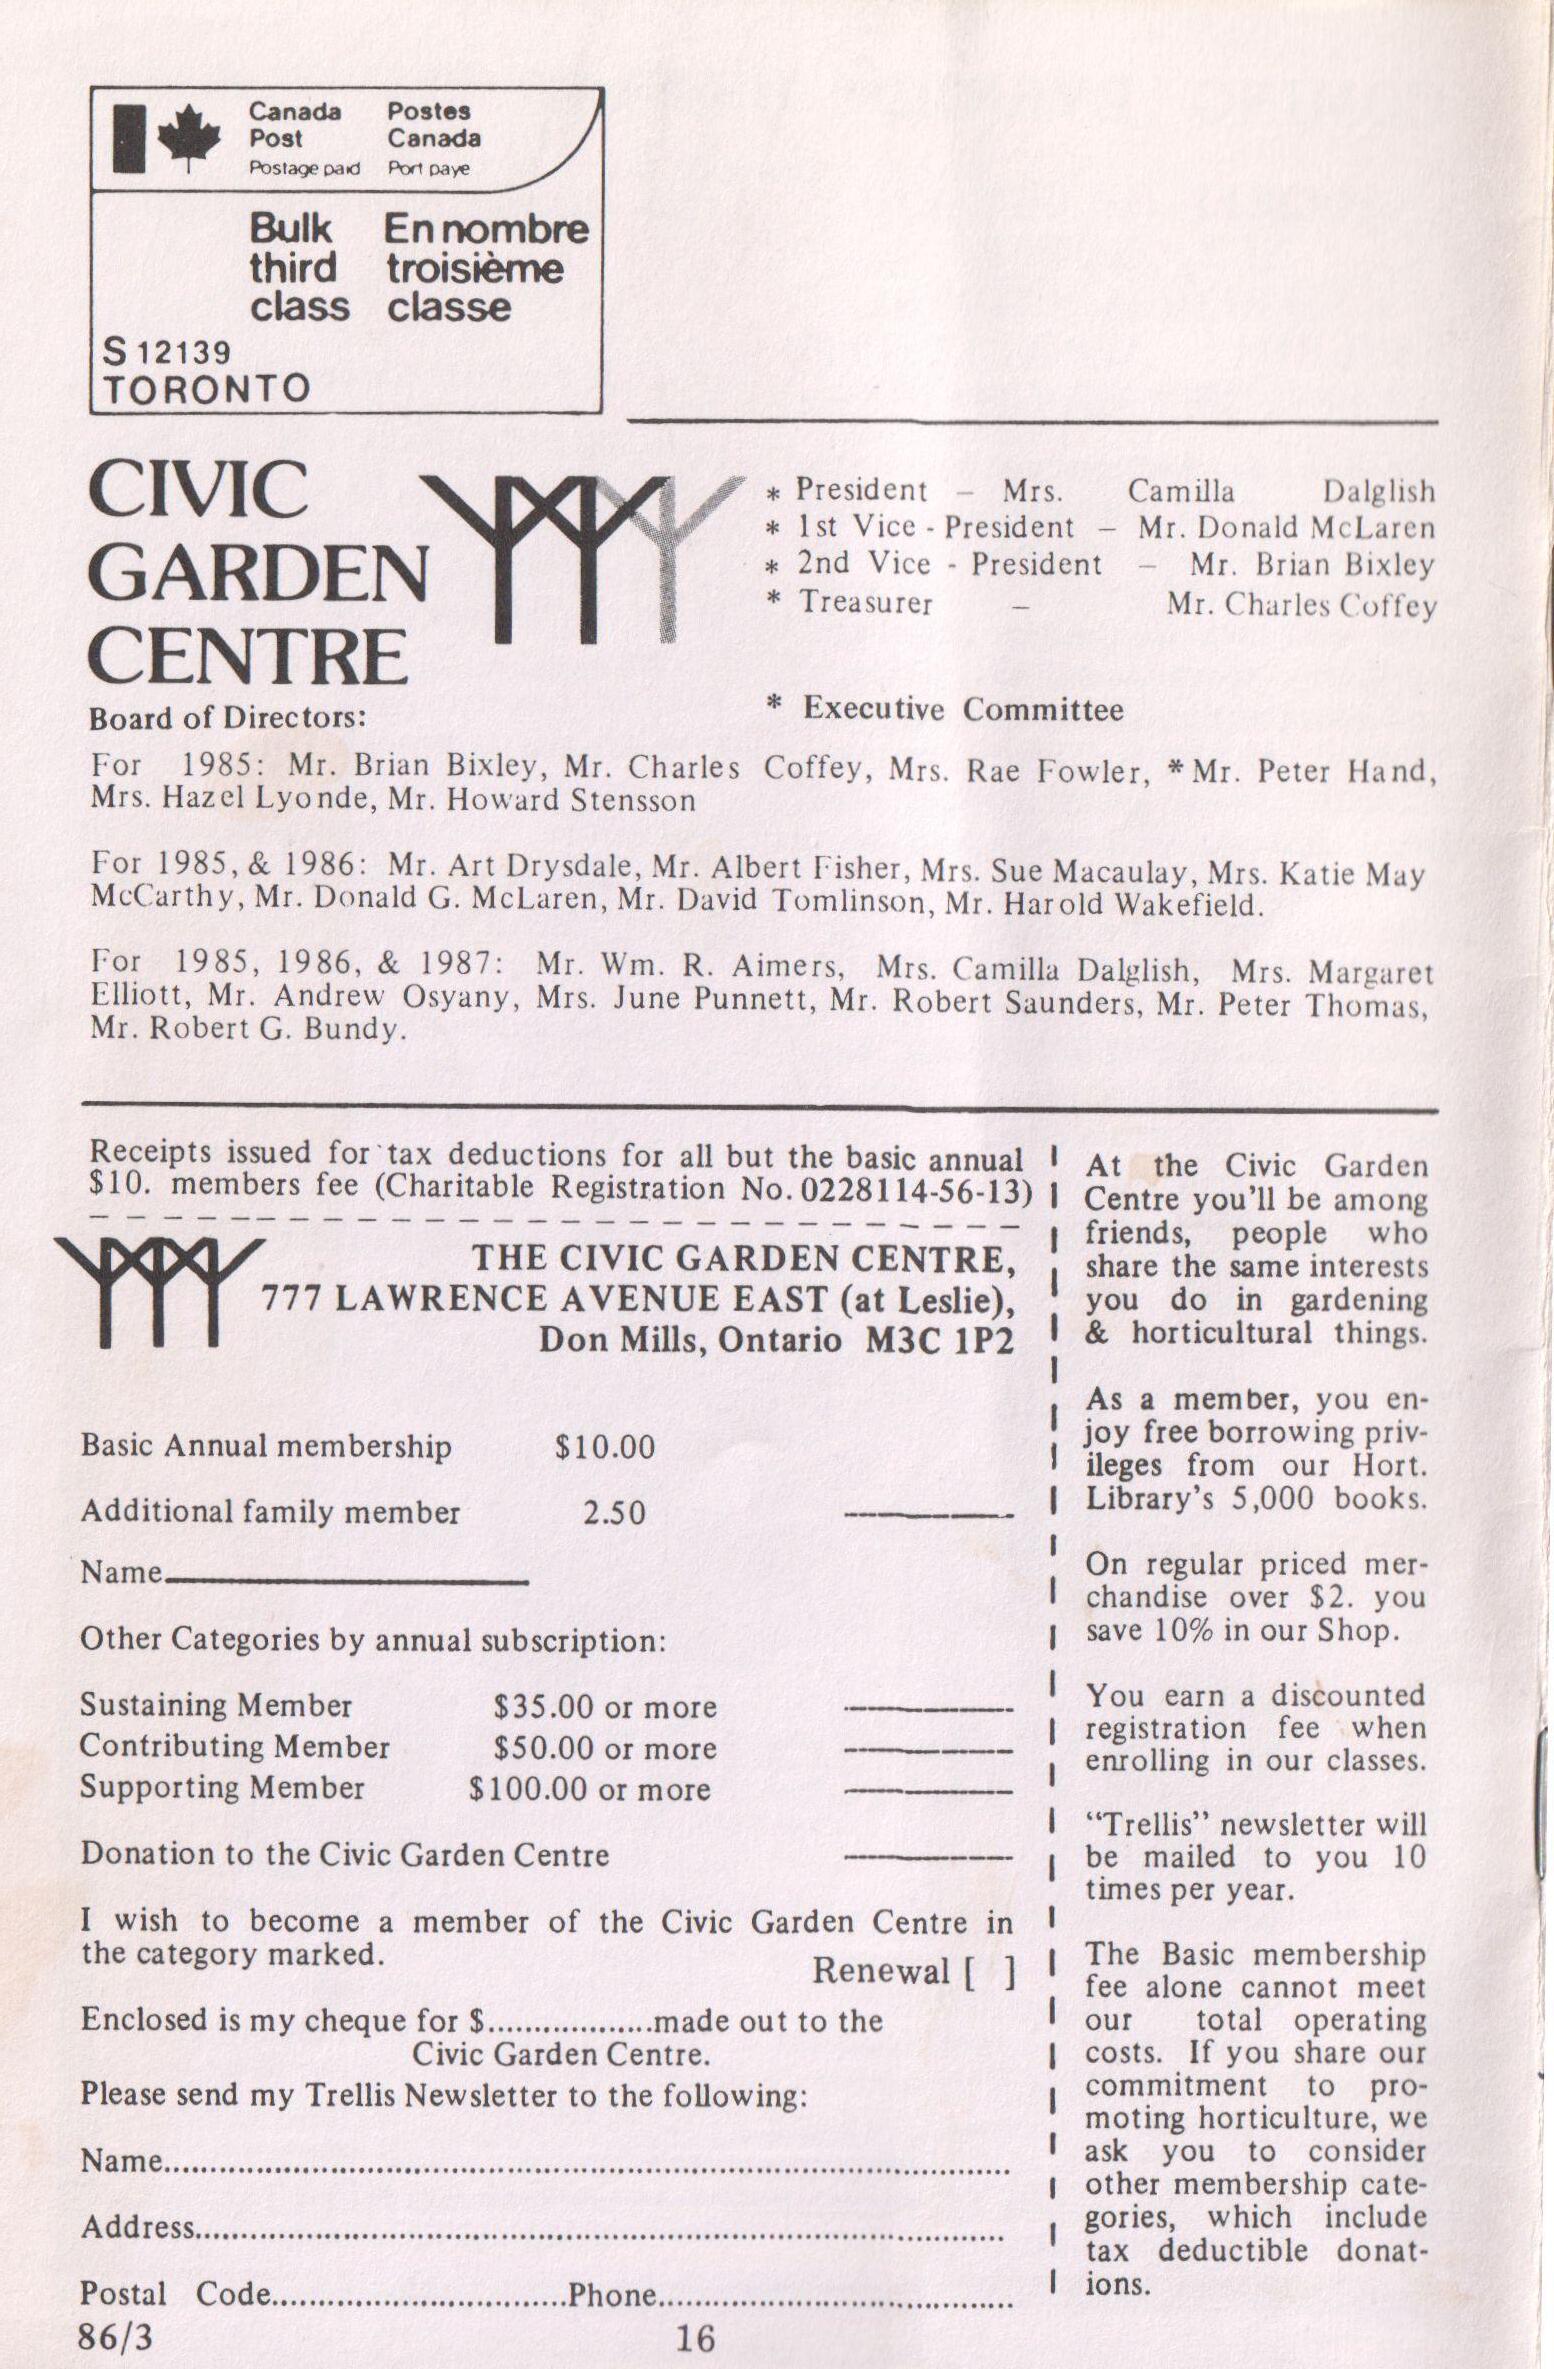 Canada Postes
Post Canada
Postage paid Port paye
Bulk En nombre
third troisième
class classe
S 12139
TORONTO
CIVIC
GARDEN
CENTRE
* President – Mrs. Camilla Dalglish
* 1st Vice - President – Mr. Donald McLaren
* 2nd Vice - President – Mr. Brian Bixley
* Treasurer – Mr. Charles Coffey
* Executive Committee
Board of Directors:
For 1985: Mr. Brian Bixley, Mr. Charles Coffey, Mrs. Rae Fowler, * Mr. Peter Hand,
Mrs. Hazel Lyonde, Mr. Howard Stensson
For 1985, & 1986: Mr. Art Drysdale, Mr. Albert Fisher, Mrs. Sue Macaulay, Mrs. Katie May
McCarthy, Mr. Donald G. McLaren, Mr. David Tomlinson, Mr. Harold Wakefield.
For 1985, 1986, & 1987: Mr. Wm. R. Aimers, Mrs. Camilla Dalglish, Mrs. Margaret
Elliott, Mr. Andrew Osyany, Mrs. June Punnett, Mr. Robert Saunders, Mr. Peter Thomas,
Mr. Robert G. Bundy.
Receipts issued for tax deductions for all but the basic annual
$10. members fee (Charitable Registration No. 0228114-56-13)
THE CIVIC GARDEN CENTRE,
777 LAWRENCE AVENUE EAST (at Leslie),
Don Mills, Ontario M3C 1P2
Basic Annual membership $10.00
Additional family member 2.50
Name
Other Categories by annual subscription:
Sustaining Member $35.00 or more
Contributing Member $50.00 or more
Supporting Member $100.00 or more
Donation to the Civic Garden Centre
I wish to become a member of the Civic Garden Centre in
the category marked.
Renewal [ ]
Enclosed is my cheque for $..................made out to the
Civic Garden Centre.
Please send my Trellis Newsletter to the following:
Name..........................................................................................
Address.......................................................................................
Postal Code................................Phone......................................
At the Civic Garden
Centre you'll be among
friends, people who
share the same interests
you do in gardening
& horticultural things.
As a member, you en-
joy free borrowing priv-
ileges from our Hort.
Library's 5,000 books.
On regular priced mer-
chandise over $2. you
save 10% in our Shop.
You earn a discounted
registration fee when
enrolling in our classes.
“Trellis” newsletter will
be mailed to you 10
times per year.
The Basic membership
fee alone cannot meet
our total operating
costs. If you share our
commitment to pro-
moting horticulture, we
ask you to consider
other membership cate-
gories, which include
tax deductible donat-
ions.
86/3
16